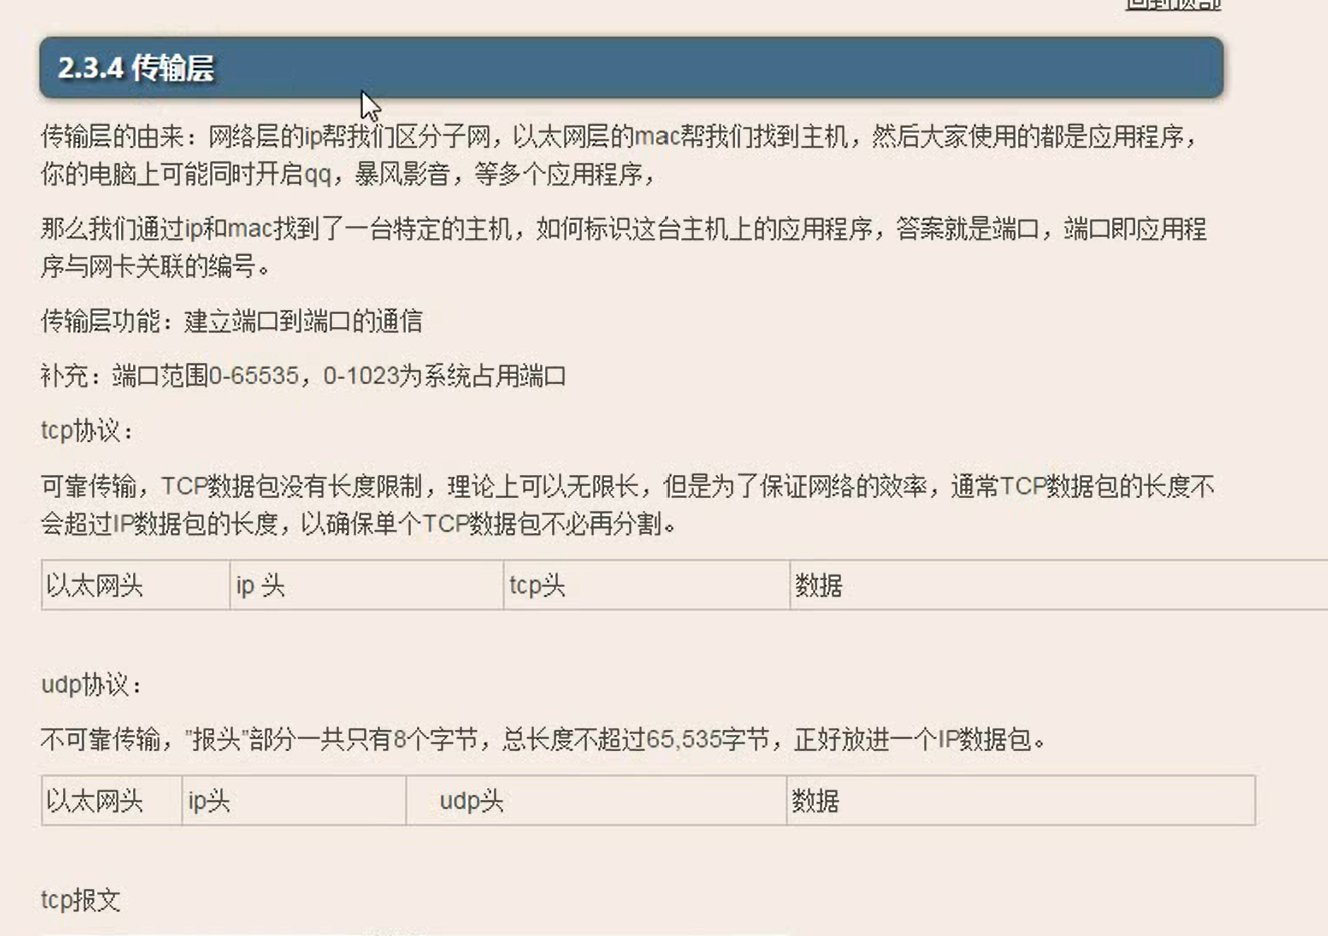 回到顶部
2.3.4 传输层
传输层的由来：网络层的ip帮我们区分子网，以太网层的mac帮我们找到主机，然后大家使用的都是应用程序，
你的电脑上可能同时开启qq，暴风影音，等多个应用程序，
那么我们通过ip和mac找到了一台特定的主机，如何标识这台主机上的应用程序，答案就是端口，端口即应用程
序与网卡关联的编号。
传输层功能：建立端口到端口的通信
补充：端口范围0-65535，0-1023为系统占用端口
tcp协议：
可靠传输，TCP数据包没有长度限制，理论上可以无限长，但是为了保证网络的效率，通常TCP数据包的长度不
会超过IP数据包的长度，以确保单个TCP数据包不必再分割。
以太网头 ip 头 tcp头 数据
udp协议：
不可靠传输，”报头”部分一共只有8个字节，总长度不超过65,535字节，正好放进一个IP数据包。
以太网头 ip头 udp头 数据
tcp报文